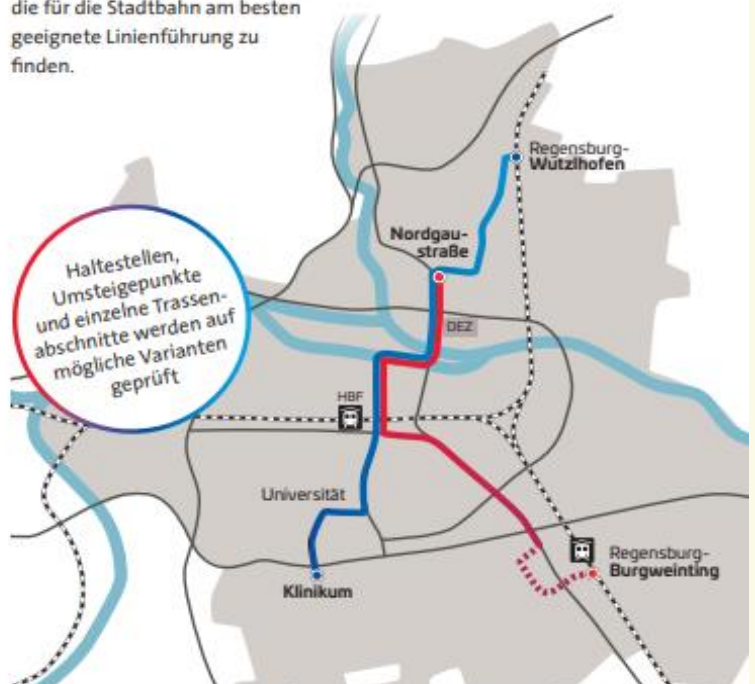 die für die Stadtbahn am besten
geeignete Linienführung zu
finden.
Regensburg-
Wutzlhofen
Nordgau-
straße
Haltestellen,
Umsteigepunkte
und einzelne Trassen-
abschnitte werden auf
mögliche Varianten
geprüft
DEZ
HBF
Universität
Klinikum
Regensburg-
Burgweinting